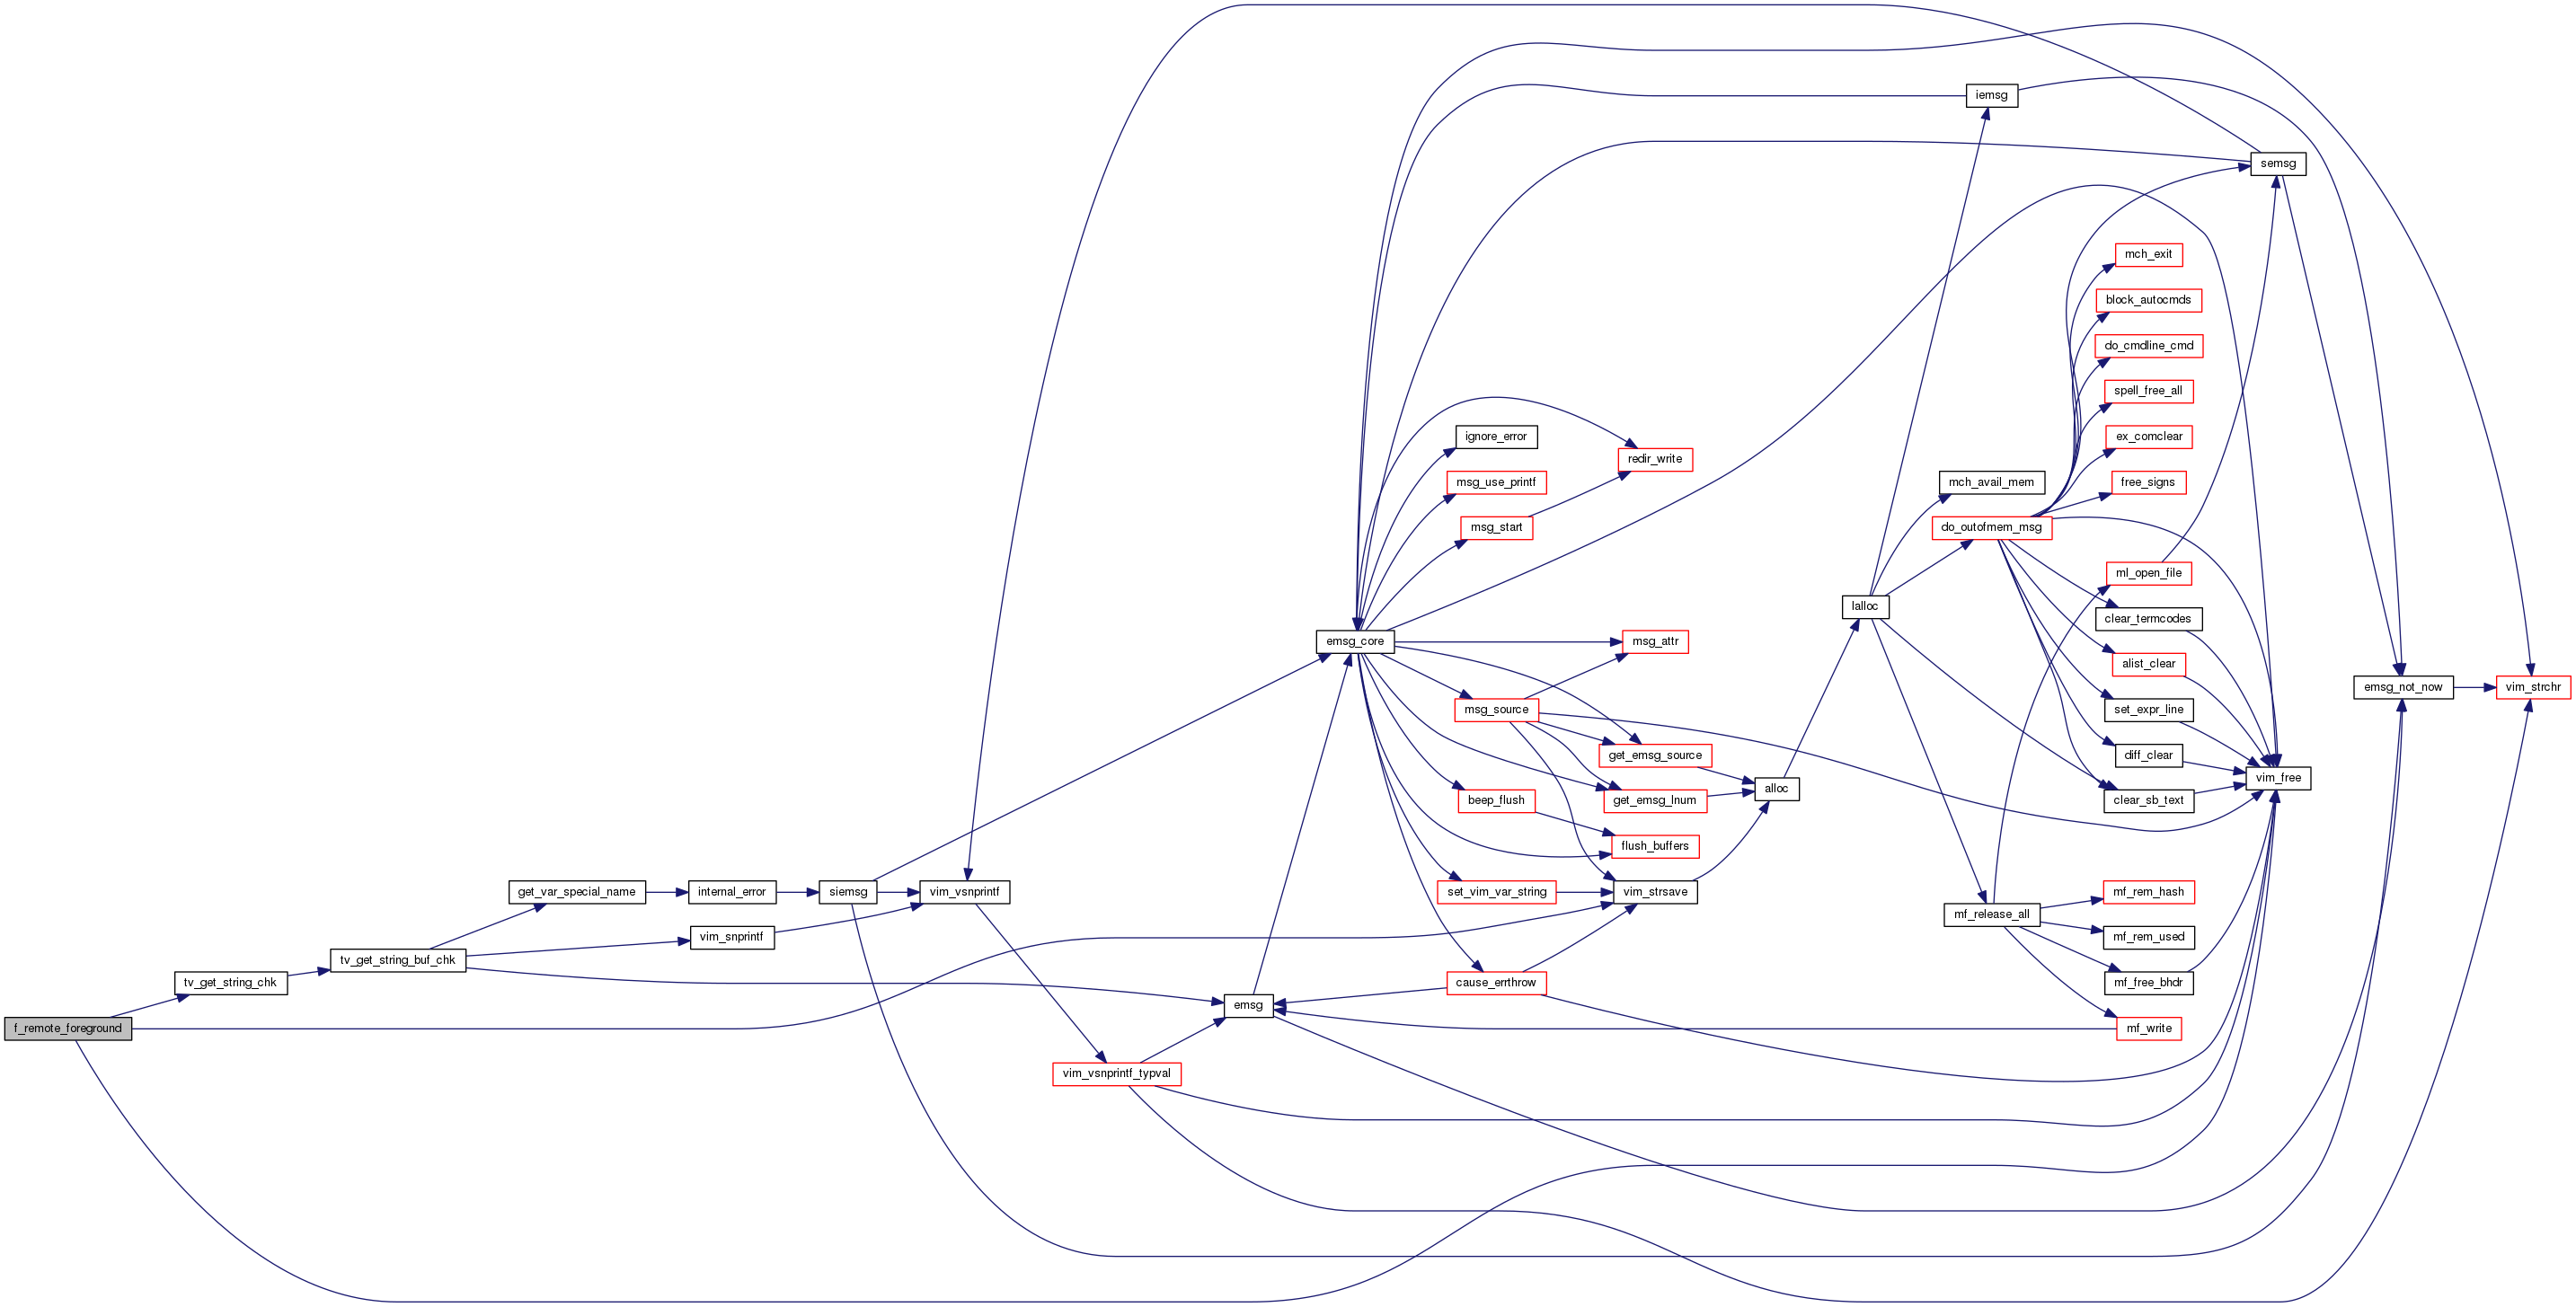 iemsg
semsg
mch_exit
block_autocmds
do_cmdline_cmd
spell_free_all
ignore_error
ex_comclear
redir_write
msg_use_printf
mch_avail_mem
free_signs
msg_start
do_outofmem_msg
ml_open_file
lalloc
clear_termcodes
emsg_core
msg_attr
alist_clear
emsg_not_now
vim_strchr
msg_source
set_expr_line
get_emsg_source
diff_clear
vim_free
alloc
beep_flush
get_emsg_lnum
clear_sb_text
flush_buffers
get_var_special_name
internal_error
siemsg
vim_vsnprintf
set_vim_var_string
vim_strsave
mf_rem_hash
mf_release_all
vim_snprintf
mf_rem_used
tv_get_string_buf_chk
tv_get_string_chk
cause_errthrow
mf_free_bhdr
emsg
f_remote_foreground
mf_write
vim_vsnprintf_typval